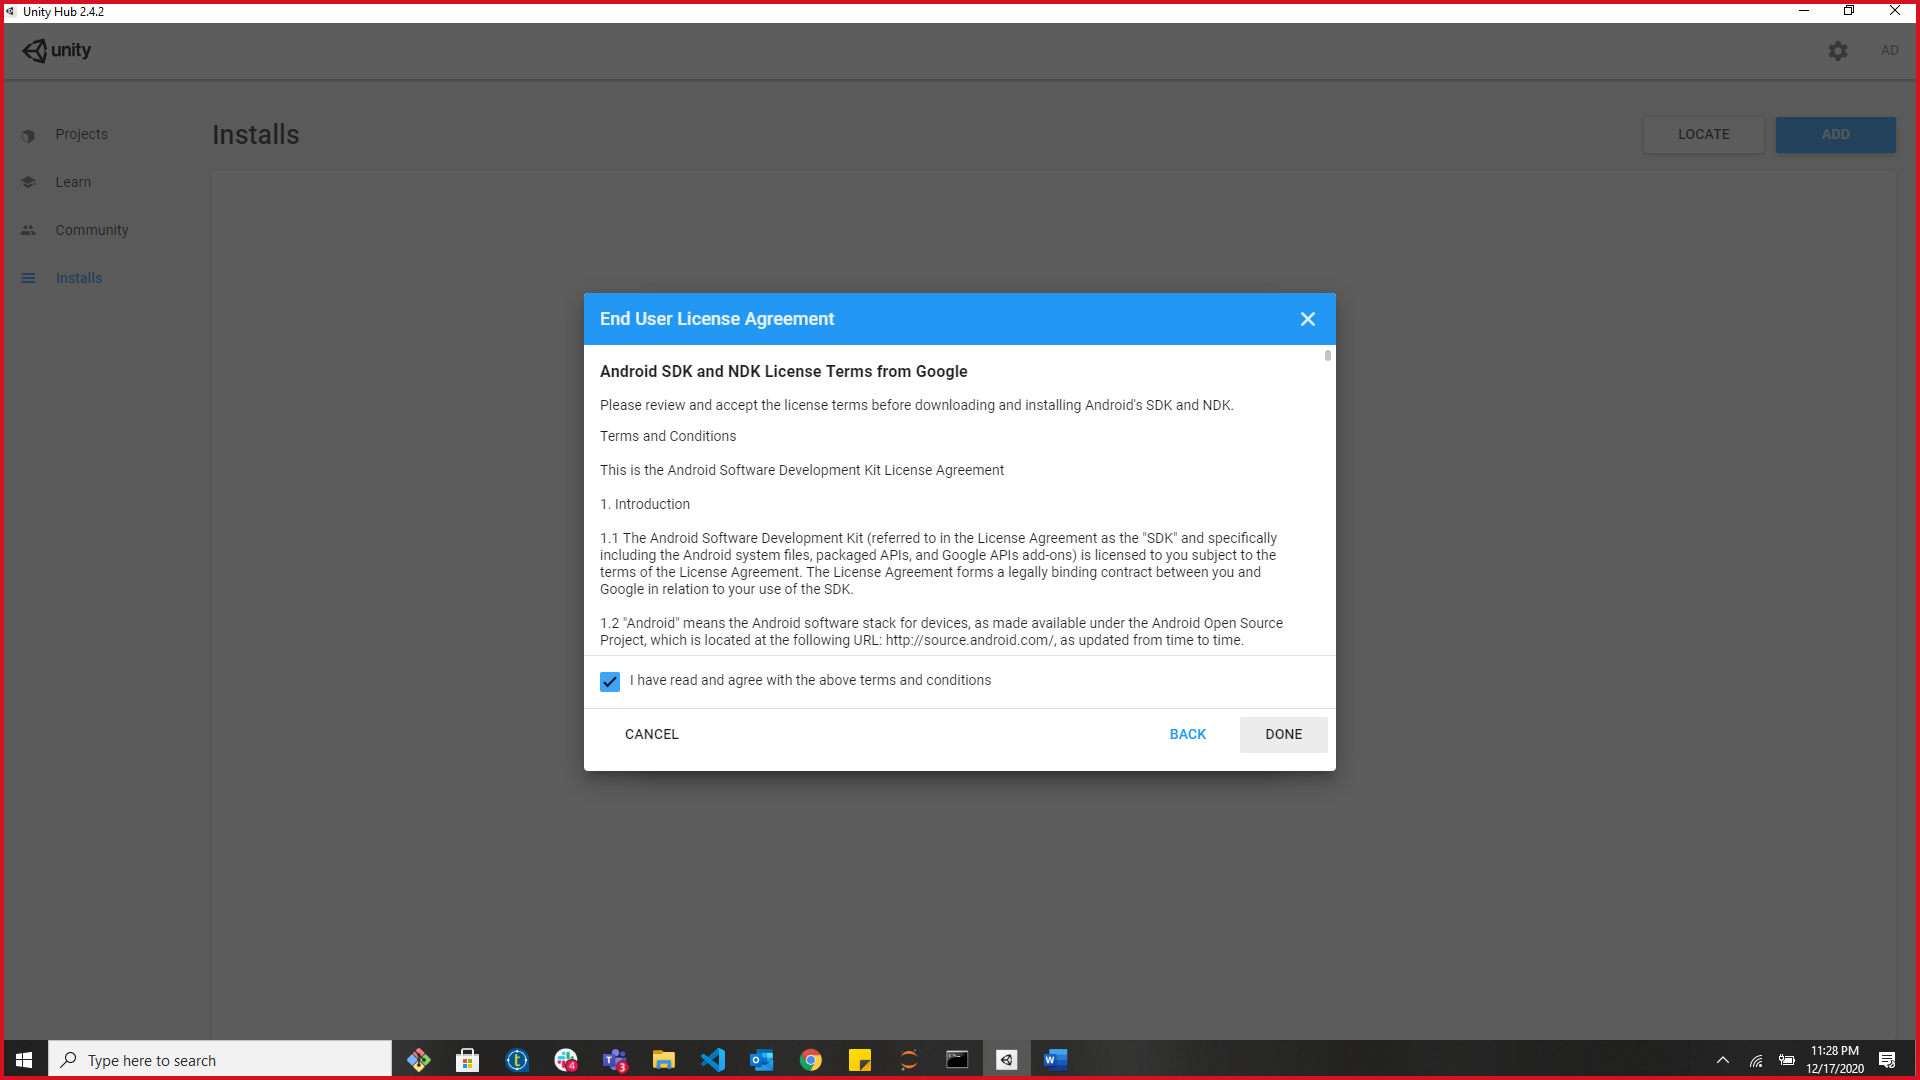 Unity Hub 2.4.2
unity
AD
Projects
Installs
LOCATE
ADD
Learn
Community
Installs
End User License Agreement
Android SDK and NDK License Terms from Google
Please review and accept the license terms before downloading and installing Android's SDK and NDK.
Terms and Conditions
This is the Android Software Development Kit License Agreement
1. Introduction
1.1 The Android Software Development Kit (referred to in the License Agreement as the "SDK" and specifically
including the Android system files, packaged APIs, and Google APIs add-ons) is licensed to you subject to the
terms of the License Agreement. The License Agreement forms a legally binding contract between you and
Google in relation to your use of the SDK.
1.2 "Android" means the Android software stack for devices, as made available under the Android Open Source
Project, which is located at the following URL: http://source.android.com/, as updated from time to time.
I have read and agree with the above terms and conditions
CANCEL
BACK
DONE
Type here to search
4
3
11:28 PM
12/17/2020